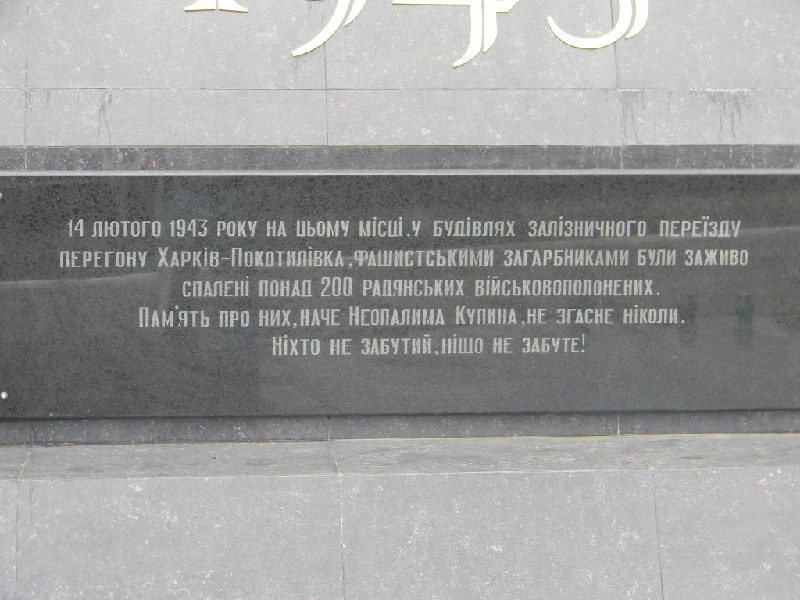 1943
14 ЛЮТОГО 1943 РОКУ НА ЦЬОМУ МІСЦІ, У БУДІВЛЯХ ЗАЛІЗНИЧНОГО ПЕРЕЇЗДУ
ПЕРЕГОНУ ХАРКІВ-ПОКОТИЛІВКА, ФАШИСТСЬКИМИ ЗАГАРБНИКАМИ БУЛИ ЗАЖИВО
СПАЛЕНІ ПОНАД 200 РАДЯНСЬКИХ ВІЙСЬКОВОПОЛОНЕНИХ.
ПАМ'ЯТЬ ПРО НИХ, НАЧЕ НЕОПАЛИМА КУПИНА, НЕ ЗГАСНЕ НІКОЛИ.
НІХТО НЕ ЗАБУТИЙ, НІЩО НЕ ЗАБУТЕ!